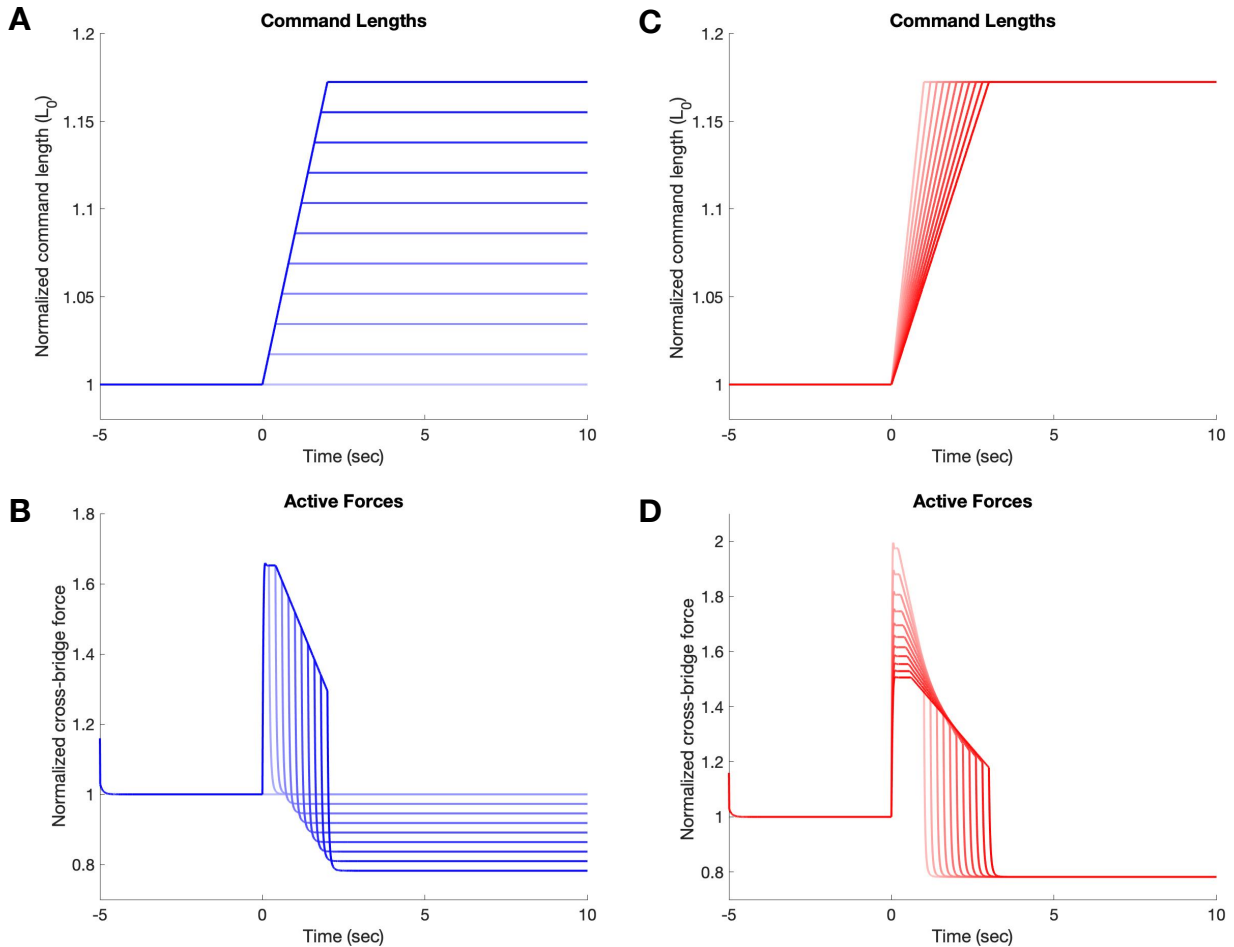 A
Command Lengths
Normalized command length (L0)
1.2
1.15
1.1
1.05
1
-5 0 5 10
Time (sec)
C
Command Lengths
Normalized command length (L0)
1.2
1.15
1.1
1.05
1
-5 0 5 10
Time (sec)
B
Active Forces
Normalized cross-bridge force
1.8
1.6
1.4
1.2
1
0.8
-5 0 5 10
Time (sec)
D
Active Forces
Normalized cross-bridge force
2
1.8
1.6
1.4
1.2
1
0.8
-5 0 5 10
Time (sec)